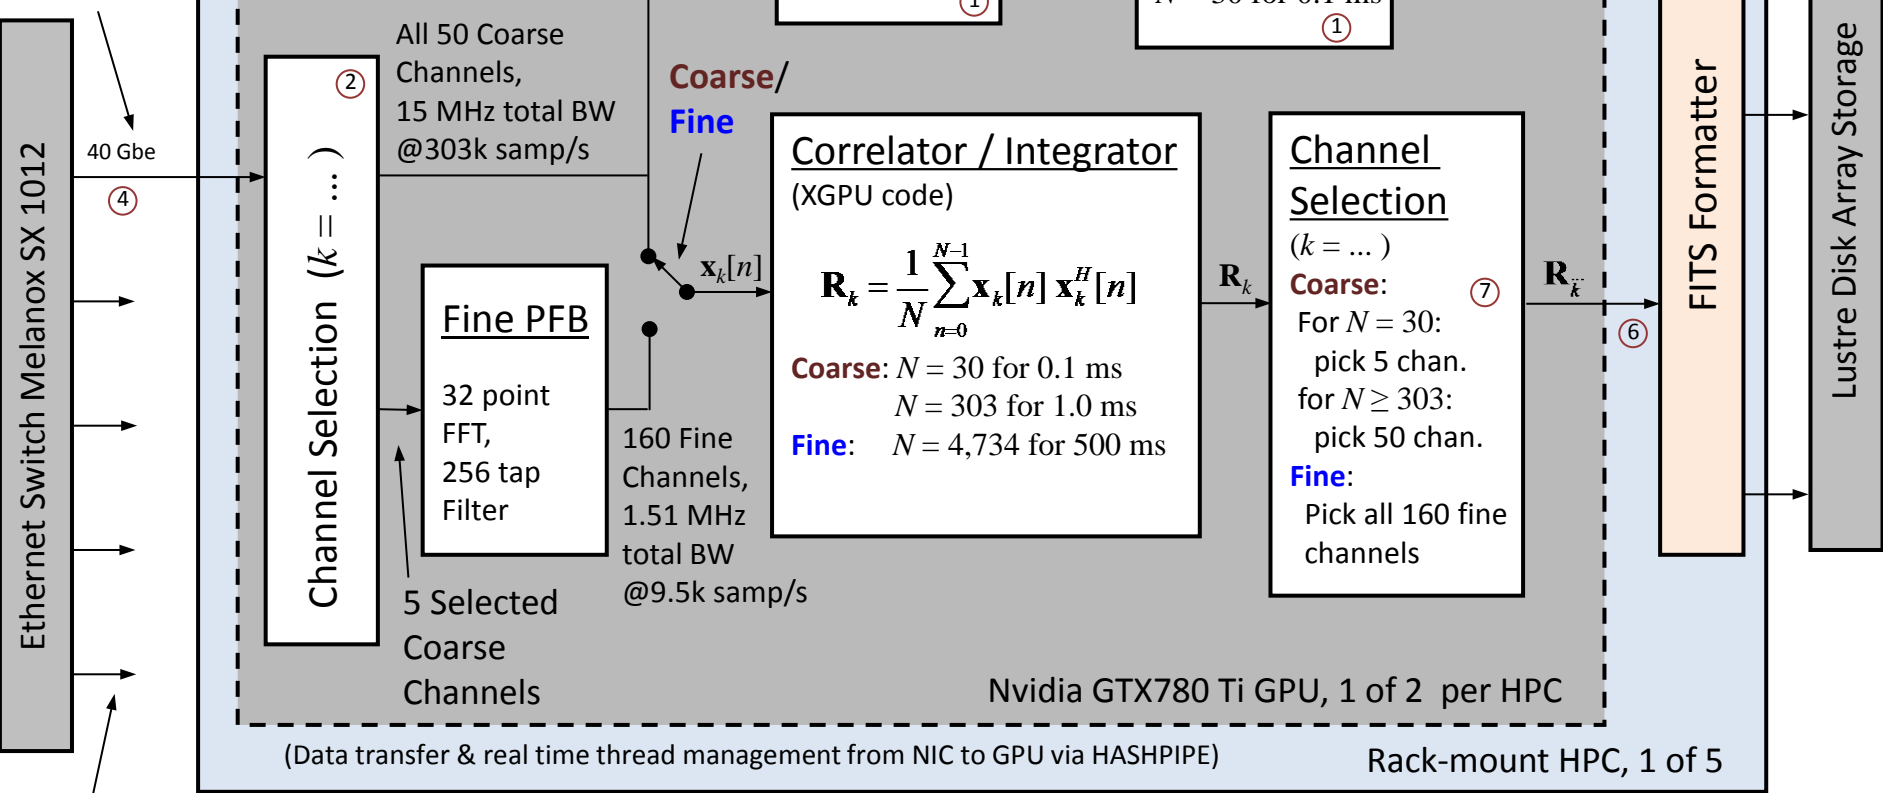 Ethernet Switch Melanox SX 1012
40 Gbe
4
Channel Selection (k = ... )
2
All 50 Coarse
Channels,
15 MHz total BW
@303k samp/s
Coarse/
Fine
1
1
Fine PFB
32 point
FFT,
256 tap
Filter
5 Selected
Coarse
Channels
160 Fine
Channels,
1.51 MHz
total BW
@9.5k samp/s
x_k[n]
Correlator / Integrator
(XGPU code)
R_k = 1/N ∑_{n=0}^{N-1} x_k[n] x_k^H[n]
Coarse: N = 30 for 0.1 ms
N = 303 for 1.0 ms
Fine: N = 4,734 for 500 ms
R_k
Channel
Selection
(k = ... )
Coarse:
7
For N = 30:
pick 5 chan.
for N ≥ 303:
pick 50 chan.
Fine:
Pick all 160 fine
channels
R_k
6
FITS Formatter
Lustre Disk Array Storage
Nvidia GTX780 Ti GPU, 1 of 2 per HPC
(Data transfer & real time thread management from NIC to GPU via HASHPIPE)
Rack-mount HPC, 1 of 5